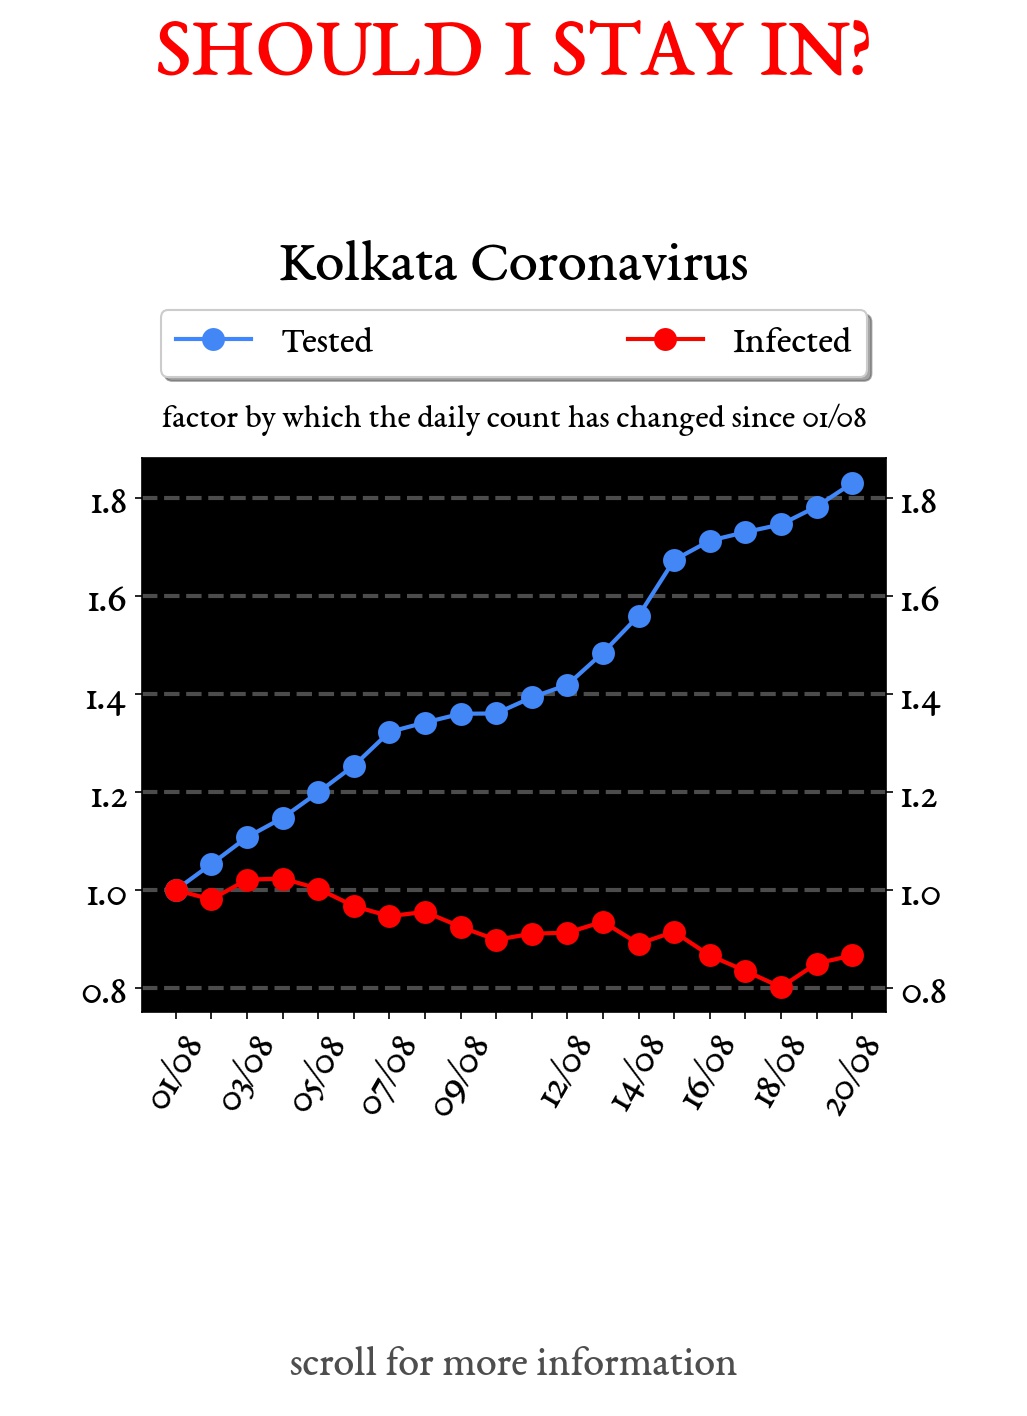 SHOULD I STAY IN?
Kolkata Coronavirus
Tested Infected
factor by which the daily count has changed since 01/08
1.8 1.8
1.6 1.6
1.4 1.4
1.2 1.2
1.0 1.0
0.8 0.8
01/08 03/08 05/08 07/08 09/08 12/08 14/08 16/08 18/08 20/08
scroll for more information